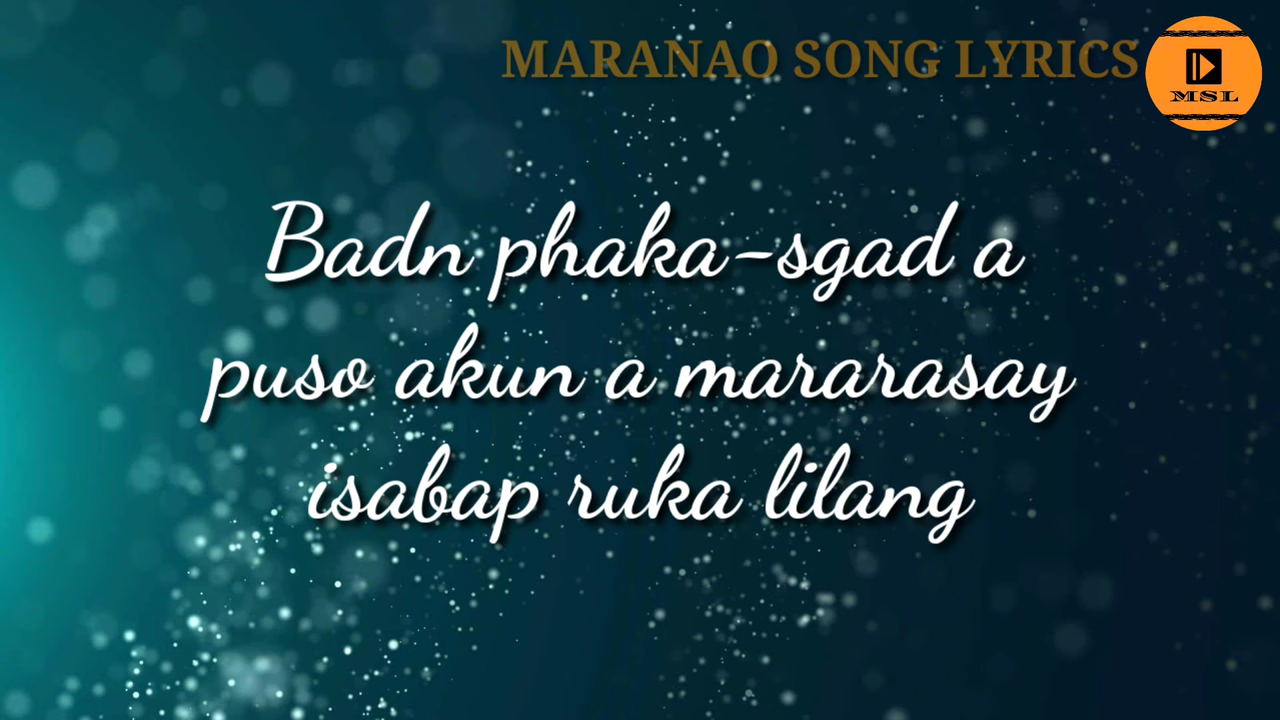 MARANAO SONG LYRICS
MSL
Badn phaka-sgad a
puso akun a mararasay
isabap ruka lilang